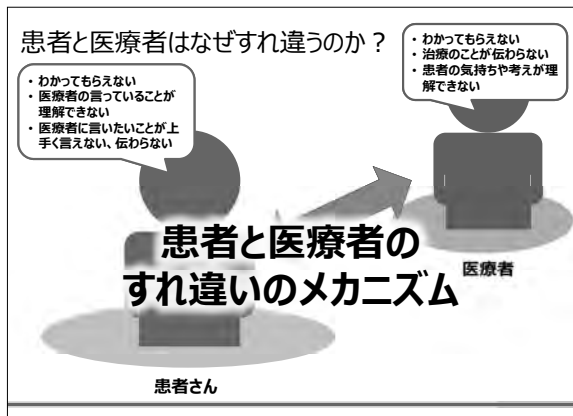 患者と医療者はなぜすれ違うのか？
・わかってもらえない
・医療者の言っていることが
理解できない
・医療者に言いたいことが上
手く言えない、伝わらない
・わかってもらえない
・治療のことが伝わらない
・患者の気持ちや考えが理
解できない
患者と医療者の
すれ違いのメカニズム
医療者
患者さん